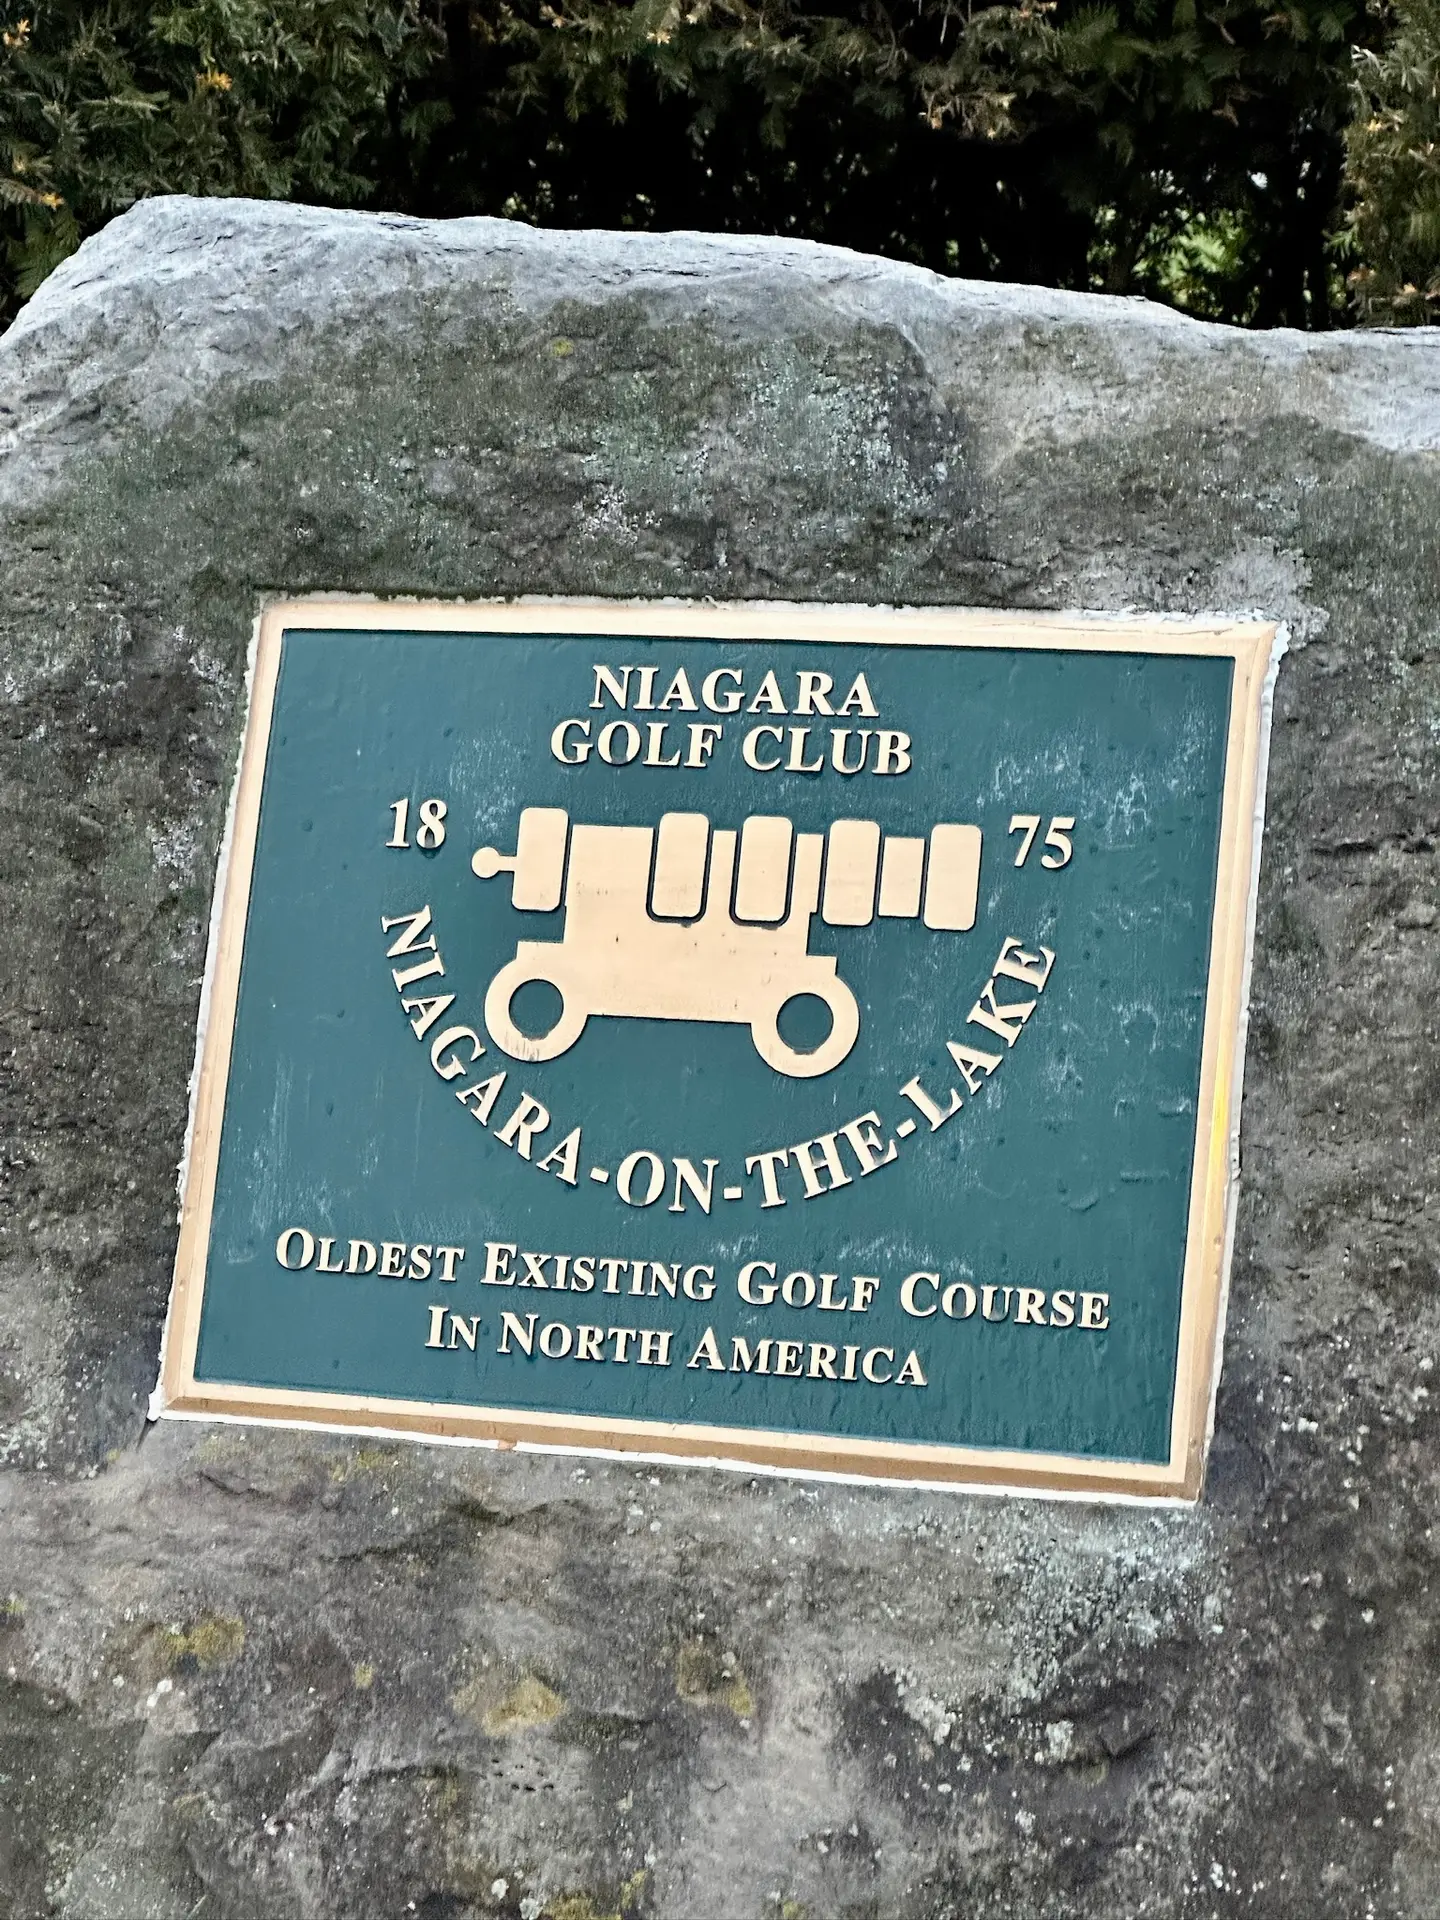 NIAGARA
GOLF CLUB
18 75
NIAGARA-ON-THE-LAKE
OLDEST EXISTING GOLF COURSE
IN NORTH AMERICA